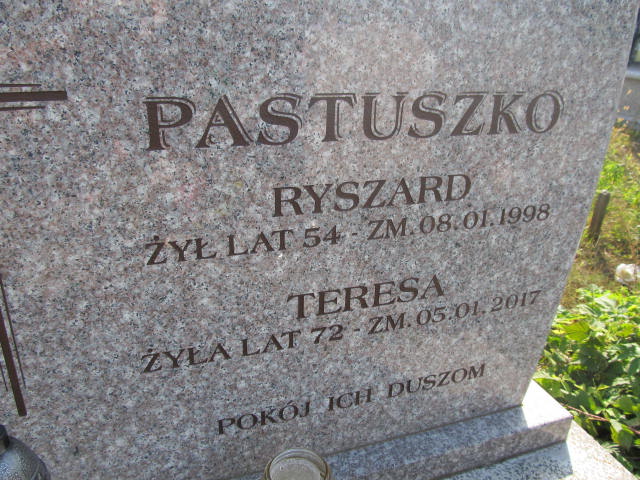 PASTUSZKO
RYSZARD
ŻYŁ LAT 54 - ZM. 08.01.1998
TERESA
ŻYŁA LAT 72 - ZM. 05.01.2017
POKÓJ ICH DUSZOM